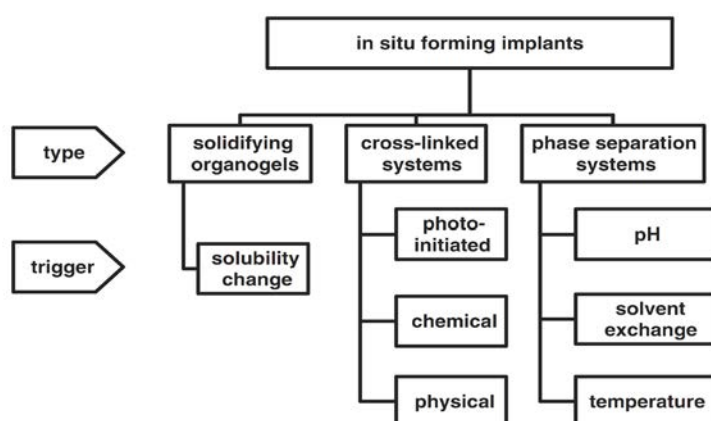 in situ forming implants
type
solidifying
organogels
cross-linked
systems
phase separation
systems
trigger
solubility
change
photo-
initiated
pH
chemical
solvent
exchange
physical
temperature